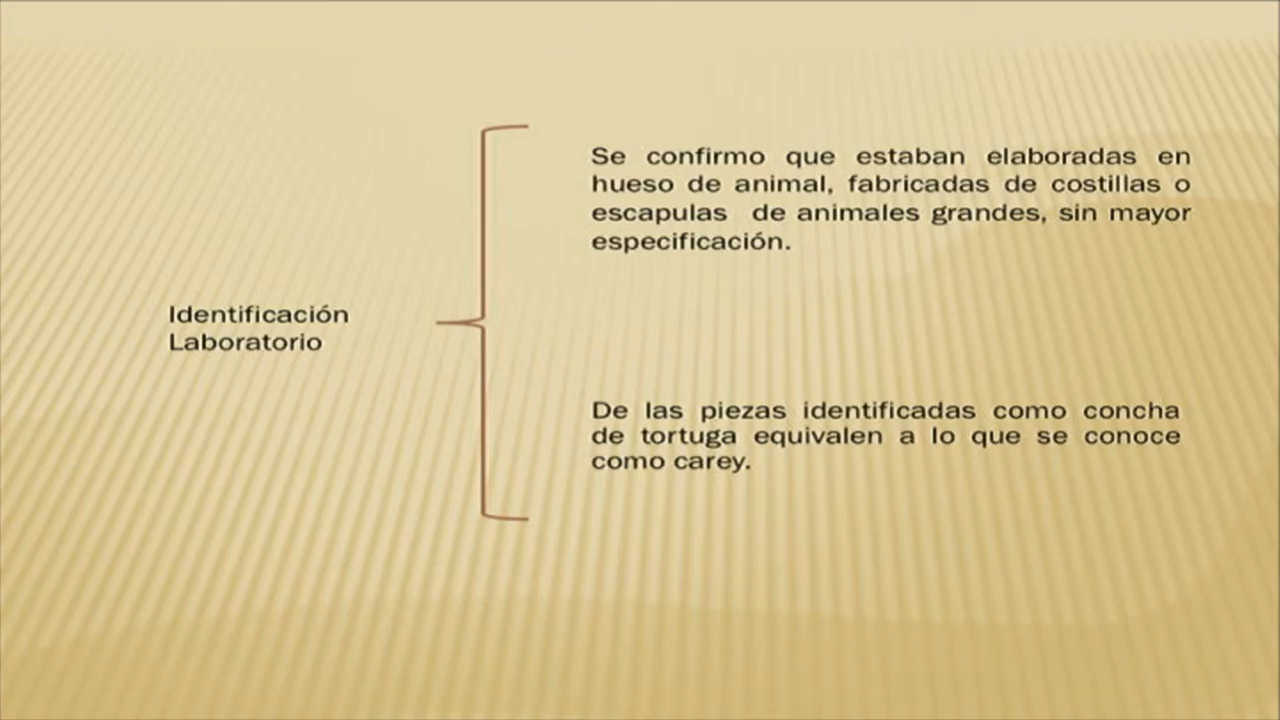 Se confirmo que estaban elaboradas en
hueso de animal, fabricadas de costillas o
escapulas de animales grandes, sin mayor
especificación.
Identificación
Laboratorio
De las piezas identificadas como concha
de tortuga equivalen a lo que se conoce
como carey.